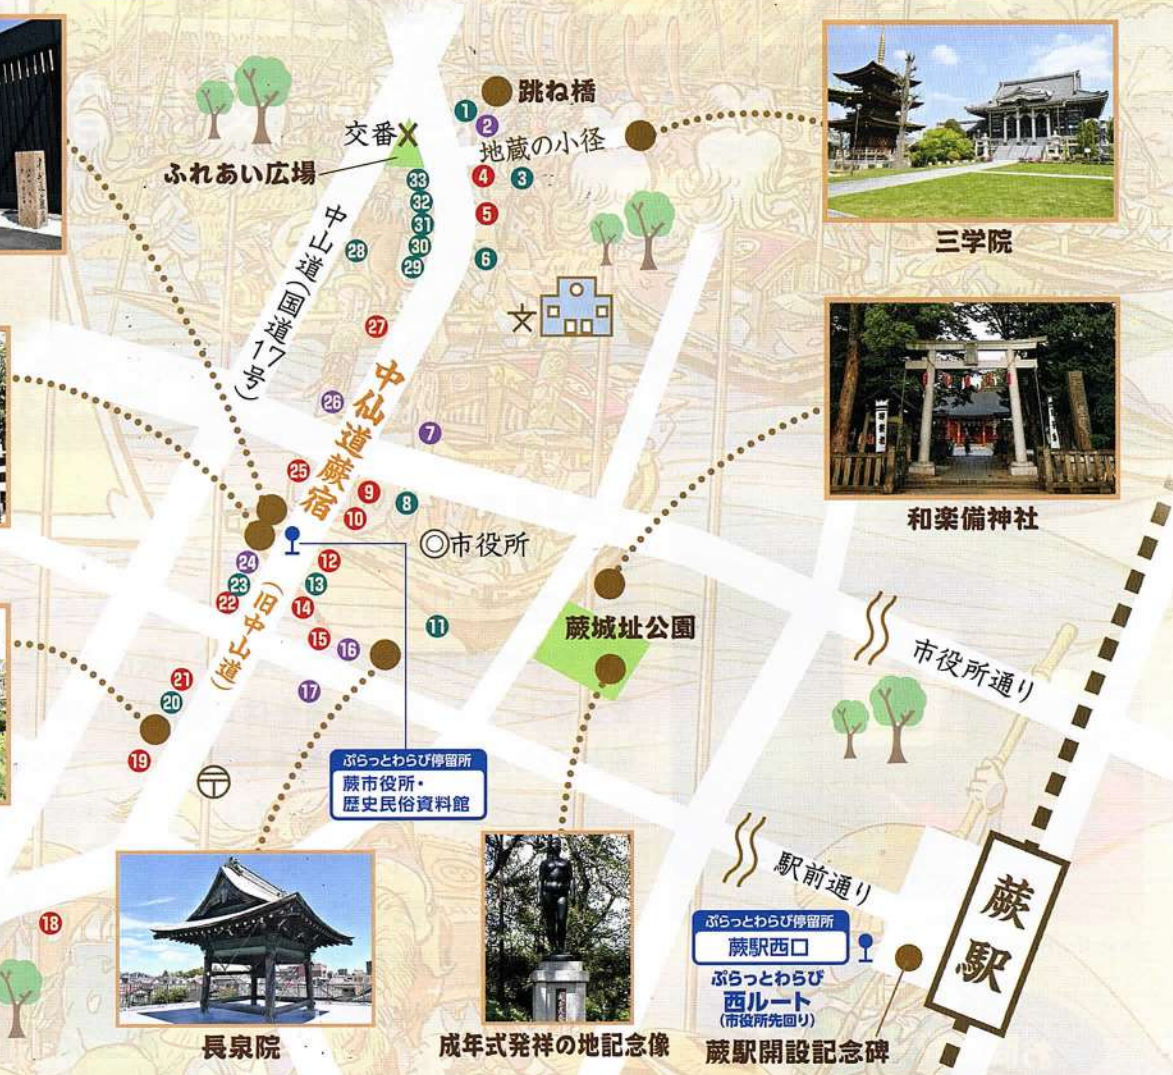 跳ね橋
1
2
交番
地蔵の小径
ふれあい広場
33
4
3
32
5
31
中山道(国道17号)
28
30
29
6
三学院
27
文
中仙道蕨宿
26
7
25
9
8
10
和楽備神社
市役所
24
12
23
13
22
14
(旧中山道)
11
蕨城址公園
15
16
市役所通り
21
17
20
19
ぷらっとわらび停留所
蕨市役所・
歴史民俗資料館
〒
駅前通り
18
蕨駅
ぷらっとわらび停留所
蕨駅西口
ぷらっとわらび
西ルート
(市役所先回り)
長泉院
成年式発祥の地記念像
蕨駅開設記念碑